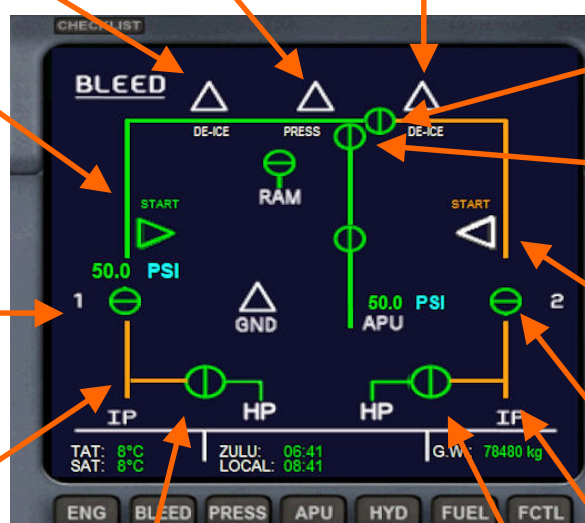 CHECKLIST
BLEED
DE-ICE PRESS DE-ICE
RAM
START START
50.0 PSI
1 GND 50.0 PSI 2
APU
IP HP HP IP
TAT: 8°C ZULU: 06:41 G.W.: 78480 kg
SAT: 8°C LOCAL: 08:41
ENG BLEED PRESS APU HYD FUEL FCTL